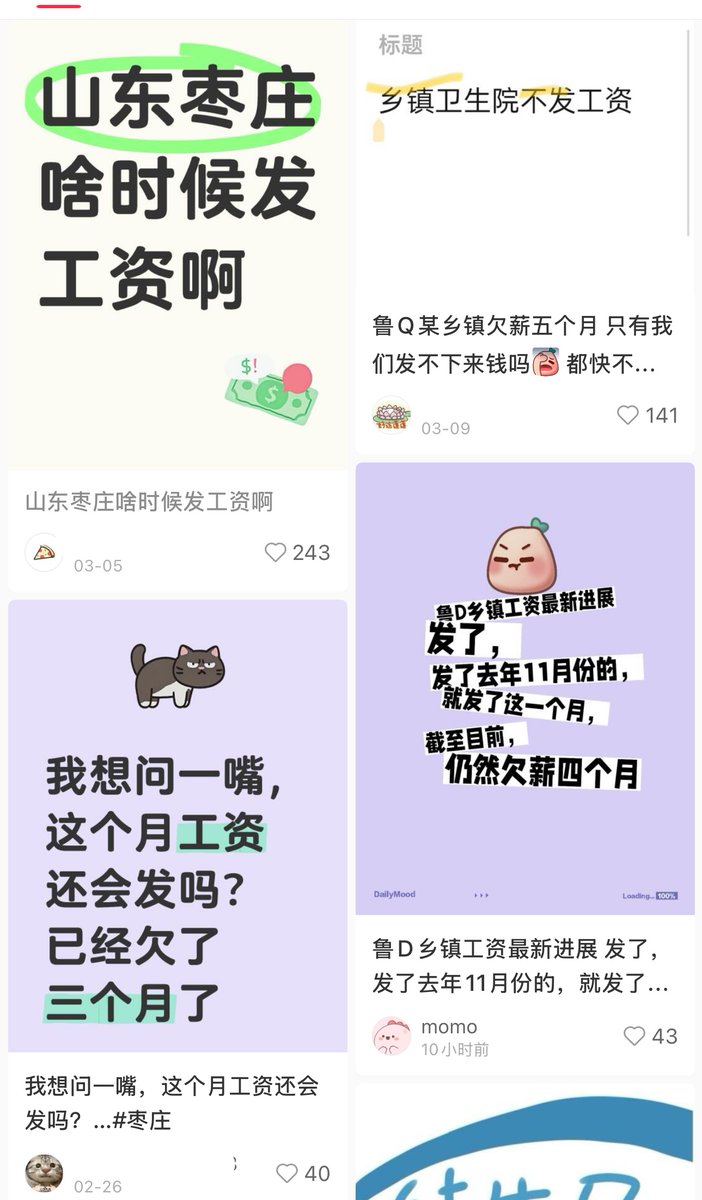 山东枣庄
啥时候发
工资啊
$!
$
山东枣庄啥时候发工资啊
03-05
243
我想问一嘴，
这个月工资
还会发吗？
已经欠了
三个月了
我想问一嘴，这个月工资还会
发吗？...#枣庄
02-26
40
标题
乡镇卫生院不发工资
鲁Q某乡镇欠薪五个月 只有我
们发不下来钱吗 都快不...
03-09
141
鲁D乡镇工资最新进展
发了，
发了去年11月份的，
就发了这一个月，
截至目前，
仍然欠薪四个月
DailyMood
Loading... 100%
鲁D乡镇工资最新进展 发了，
发了去年11月份的，就发了...
momo
10小时前
43